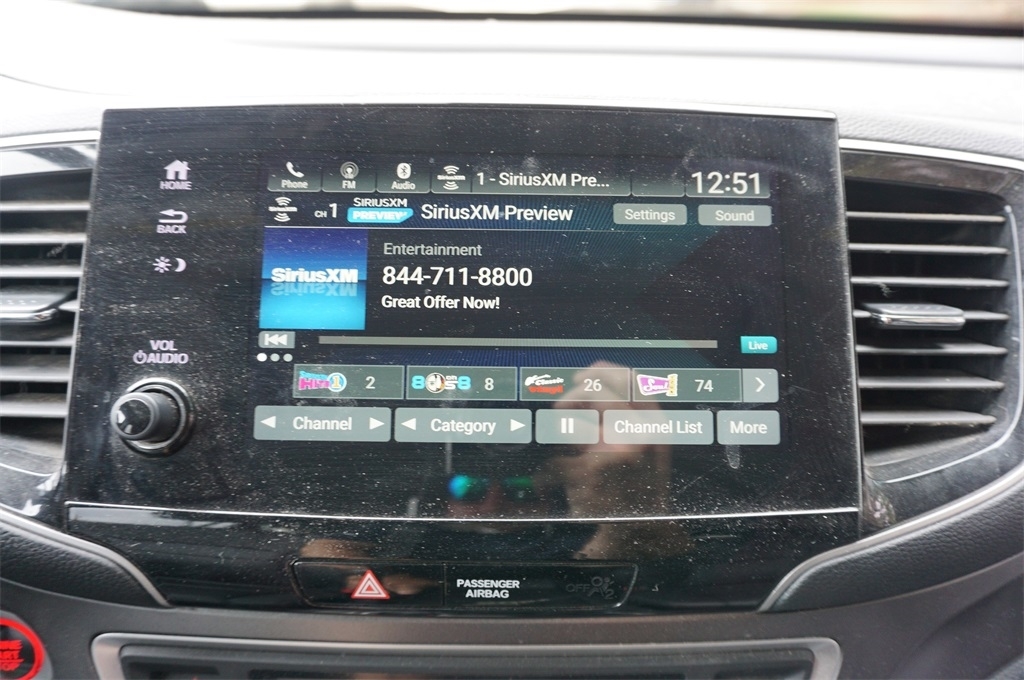 HOME
BACK
VOL
AUDIO
Phone
FM
Audio
SiriusXM
1 - SiriusXM Pre...
12:51
CH 1
SIRIUSXM
PREVIEW
SiriusXM Preview
Settings
Sound
SiriusXM
Entertainment
844-711-8800
Great Offer Now!
Live
2
8
26
74
Channel
Category
Channel List
More
PASSENGER
AIRBAG
OFF